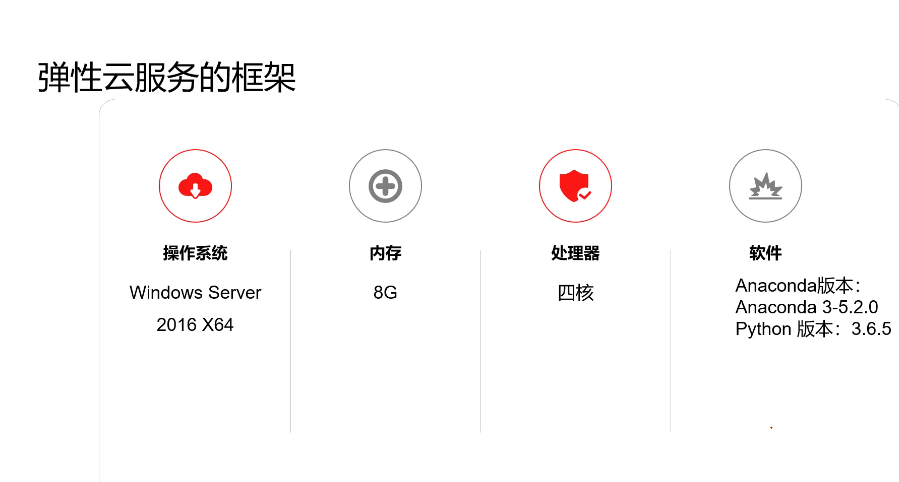 弹性云服务的框架
操作系统
Windows Server
2016 X64
内存
8G
处理器
四核
软件
Anaconda版本：
Anaconda 3-5.2.0
Python 版本：3.6.5